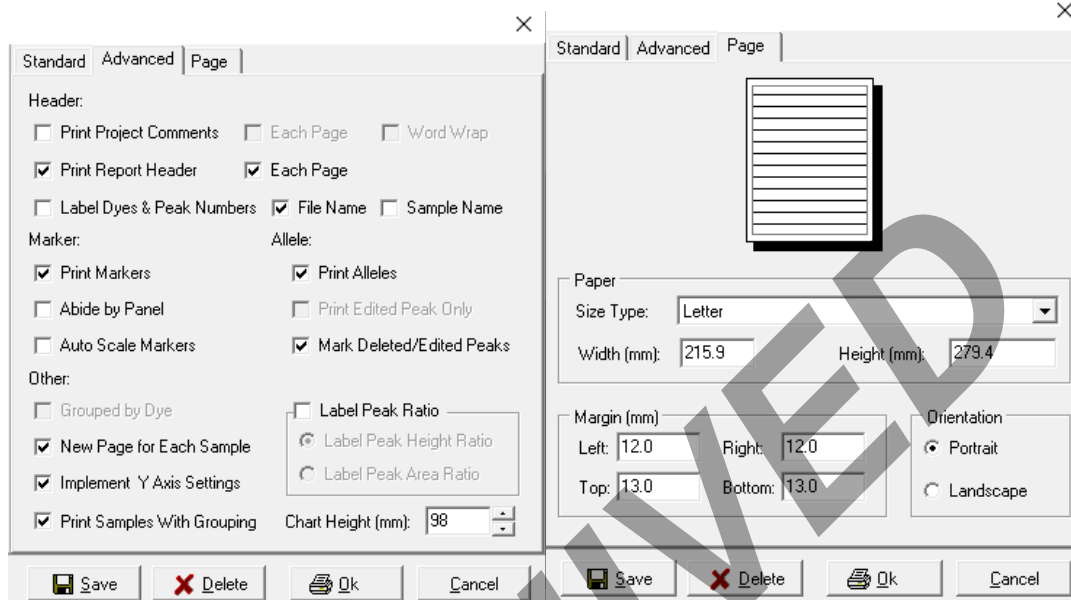 Standard Advanced Page
Header:
Print Project Comments Each Page Word Wrap
Print Report Header Each Page
Label Dyes & Peak Numbers File Name Sample Name
Marker: Allele:
Print Markers Print Alleles
Abide by Panel Print Edited Peak Only
Auto Scale Markers Mark Deleted/Edited Peaks
Other:
Grouped by Dye Label Peak Ratio
New Page for Each Sample Label Peak Height Ratio
Implement Y Axis Settings Label Peak Area Ratio
Print Samples With Grouping Chart Height (mm): 98
Save Delete Ok Cancel
Standard Advanced Page
Paper
Size Type: Letter
Width (mm): 215.9 Height (mm): 279.4
Margin (mm) Orientation
Left: 12.0 Right: 12.0 Portrait
Top: 13.0 Bottom: 13.0 Landscape
Save Delete Ok Cancel